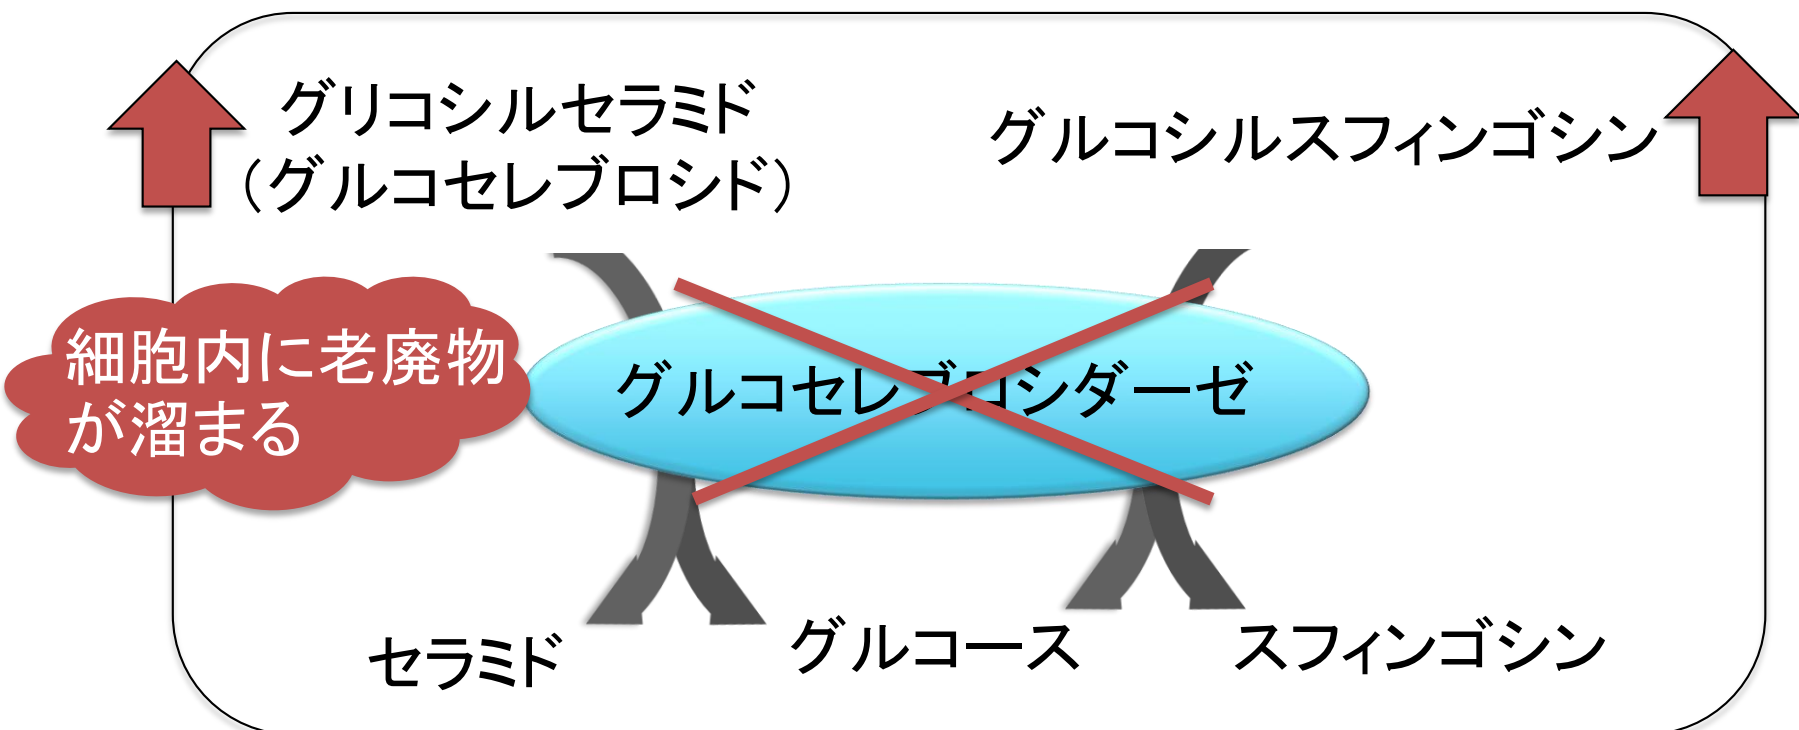 グリコシルセラミド
（グルコセレブロシド）
グルコシルスフィンゴシン
細胞内に老廃物
が溜まる
グルコセレブロシダーゼ
セラミド
グルコース
スフィンゴシン